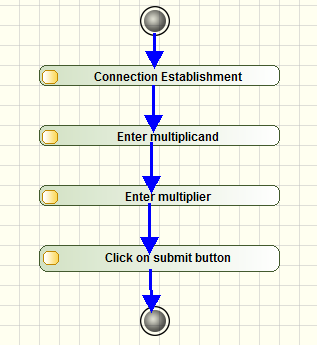 Connection Establishment
Enter multiplicand
Enter multiplier
Click on submit button